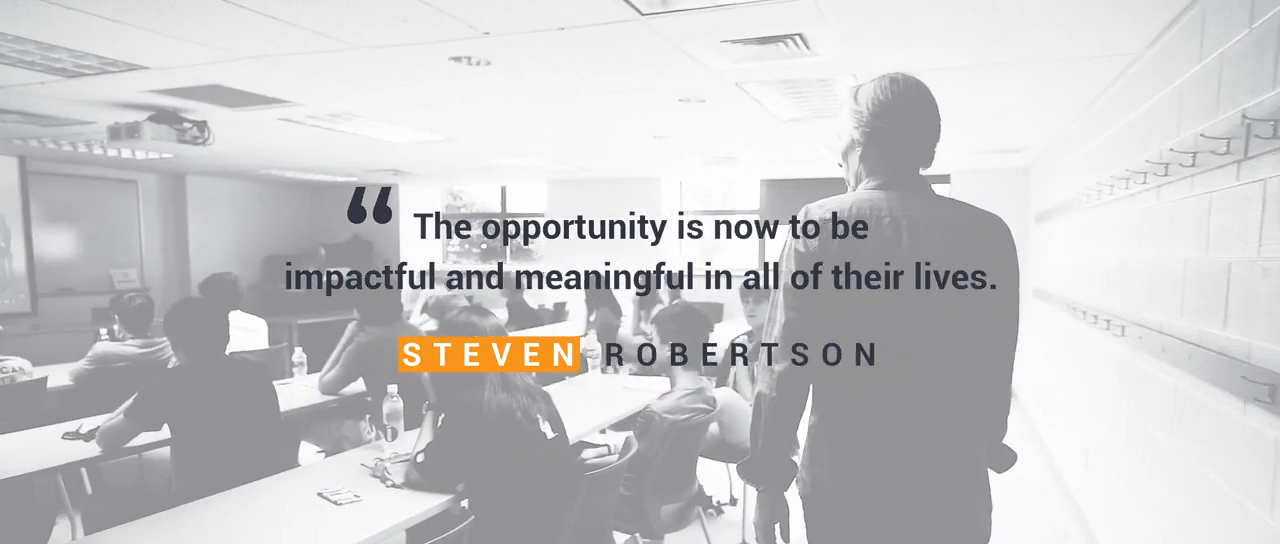 “ The opportunity is now to be
impactful and meaningful in all of their lives.
STEVEN ROBERTSON